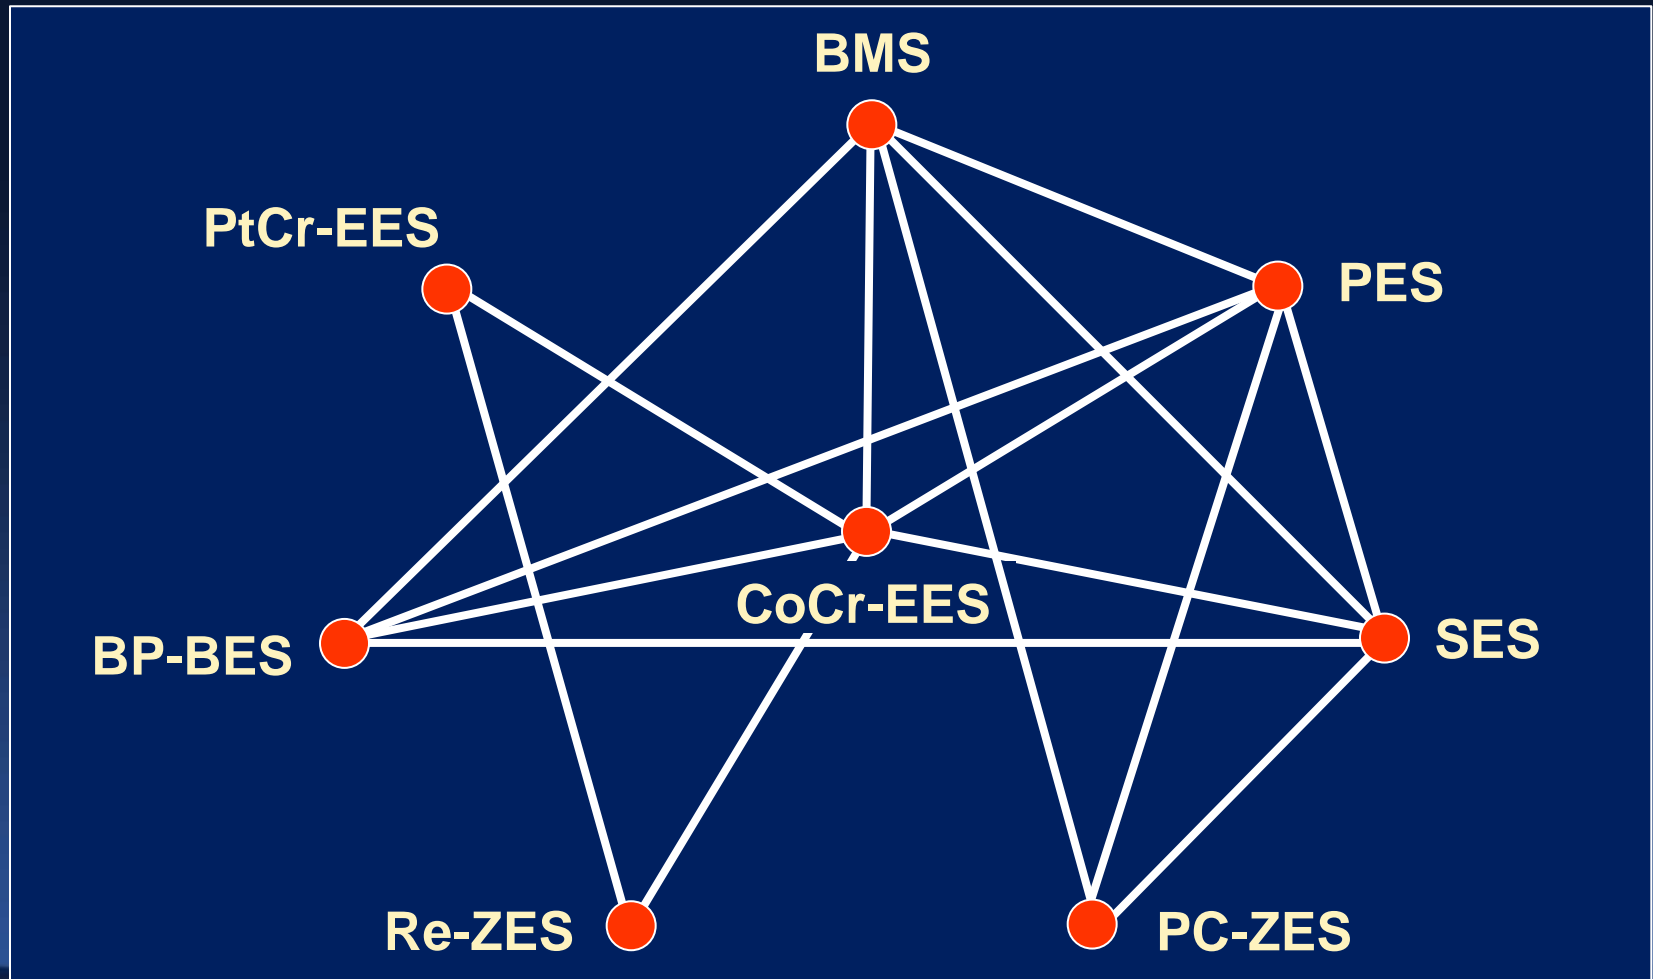 BMS
PtCr-EES
PES
CoCr-EES
BP-BES
SES
Re-ZES
PC-ZES